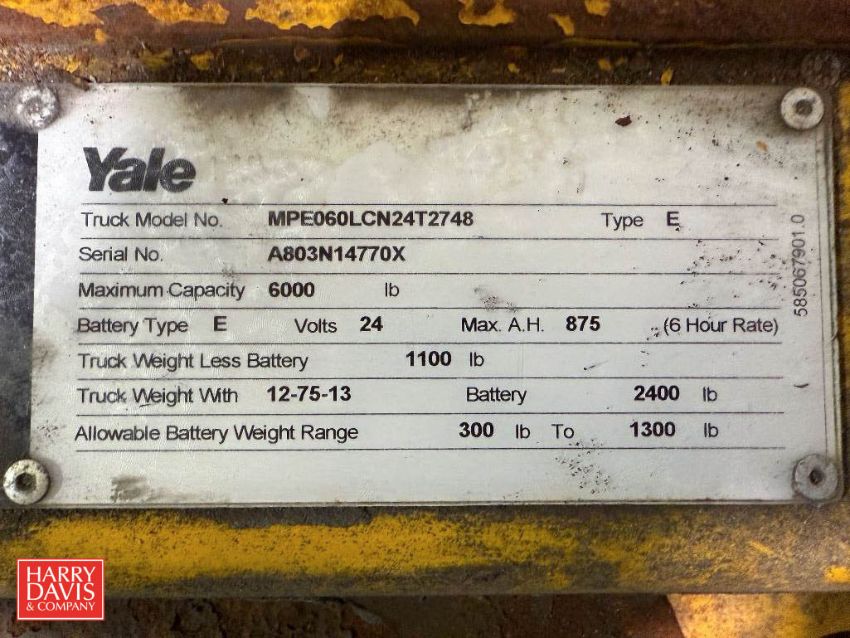 Yale
Truck Model No. MPE060LCN24T2748 Type E
Serial No. A803N14770X
Maximum Capacity 6000 lb
Battery Type E Volts 24 Max. A.H. 875 (6 Hour Rate)
Truck Weight Less Battery 1100 lb
Truck Weight With 12-75-13 Battery 2400 lb
Allowable Battery Weight Range 300 lb To 1300 lb
585067901.0
HARRY
DAVIS
& COMPANY